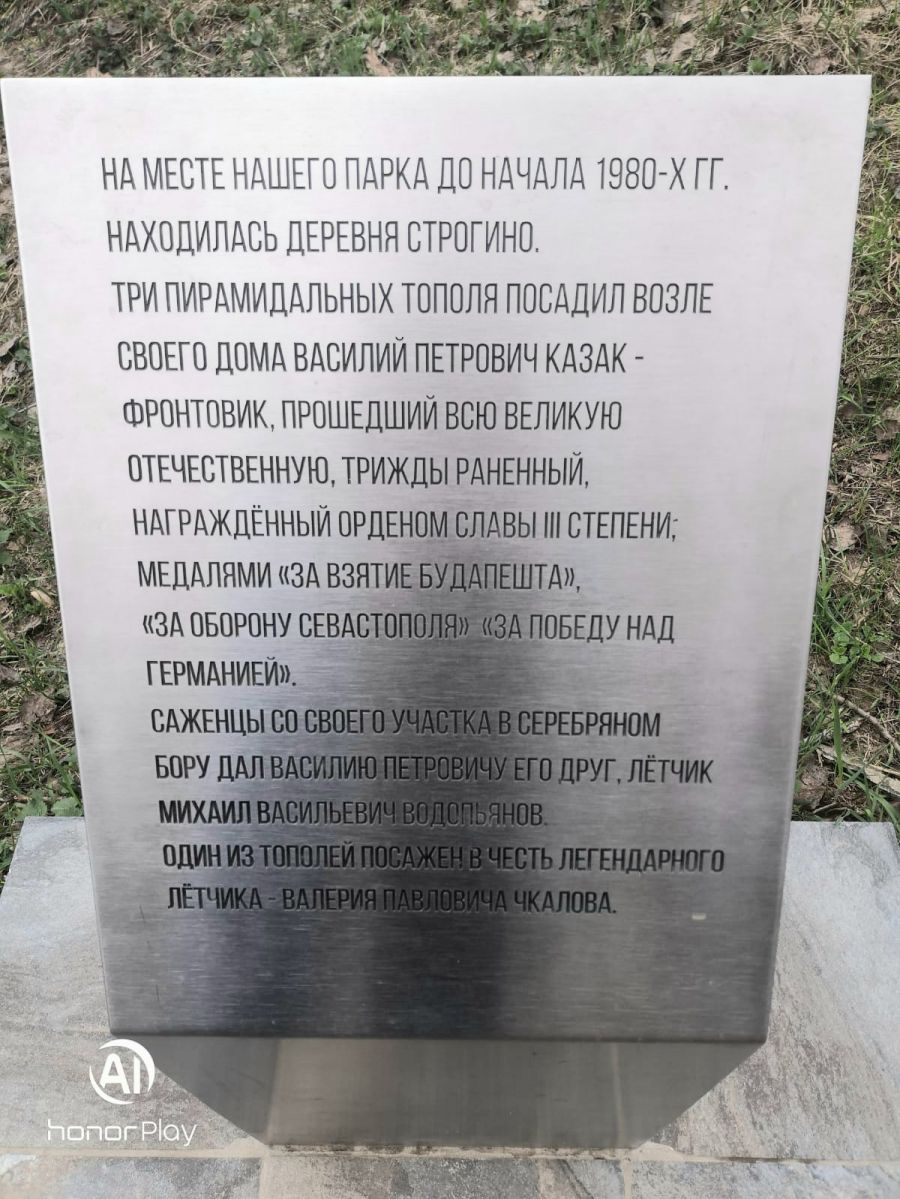 НА МЕСТЕ НАШЕГО ПАРКА ДО НАЧАЛА 1980-Х ГГ.
НАХОДИЛАСЬ ДЕРЕВНЯ СТРОГИНО.
ТРИ ПИРАМИДАЛЬНЫХ ТОПОЛЯ ПОСАДИЛ ВОЗЛЕ
СВОЕГО ДОМА ВАСИЛИЙ ПЕТРОВИЧ КАЗАК -
ФРОНТОВИК, ПРОШЕДШИЙ ВСЮ ВЕЛИКУЮ
ОТЕЧЕСТВЕННУЮ, ТРИЖДЫ РАНЕННЫЙ,
НАГРАЖДЁННЫЙ ОРДЕНОМ СЛАВЫ III СТЕПЕНИ;
МЕДАЛЯМИ «ЗА ВЗЯТИЕ БУДАПЕШТА»,
«ЗА ОБОРОНУ СЕВАСТОПОЛЯ» «ЗА ПОБЕДУ НАД
ГЕРМАНИЕЙ».
САЖЕНЦЫ СО СВОЕГО УЧАСТКА В СЕРЕБРЯНОМ
БОРУ ДАЛ ВАСИЛИЮ ПЕТРОВИЧУ ЕГО ДРУГ, ЛЁТЧИК
МИХАИЛ ВАСИЛЬЕВИЧ ВОДОПЬЯНОВ.
ОДИН ИЗ ТОПОЛЕЙ ПОСАЖЕН В ЧЕСТЬ ЛЕГЕНДАРНОГО
ЛЁТЧИКА - ВАЛЕРИЯ ПАВЛОВИЧА ЧКАЛОВА.
AI
honor Play